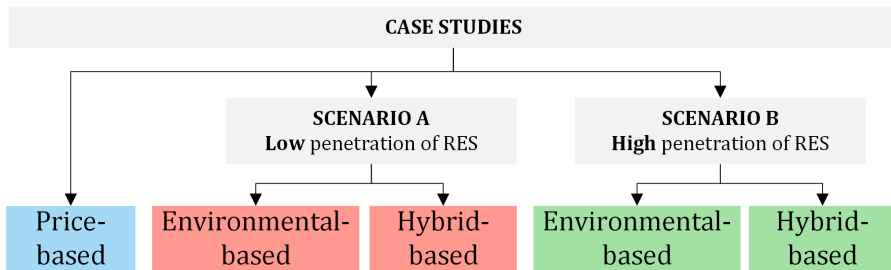 CASE STUDIES
SCENARIO A
Low penetration of RES
SCENARIO B
High penetration of RES
Price-
based
Environmental-
based
Hybrid-
based
Environmental-
based
Hybrid-
based